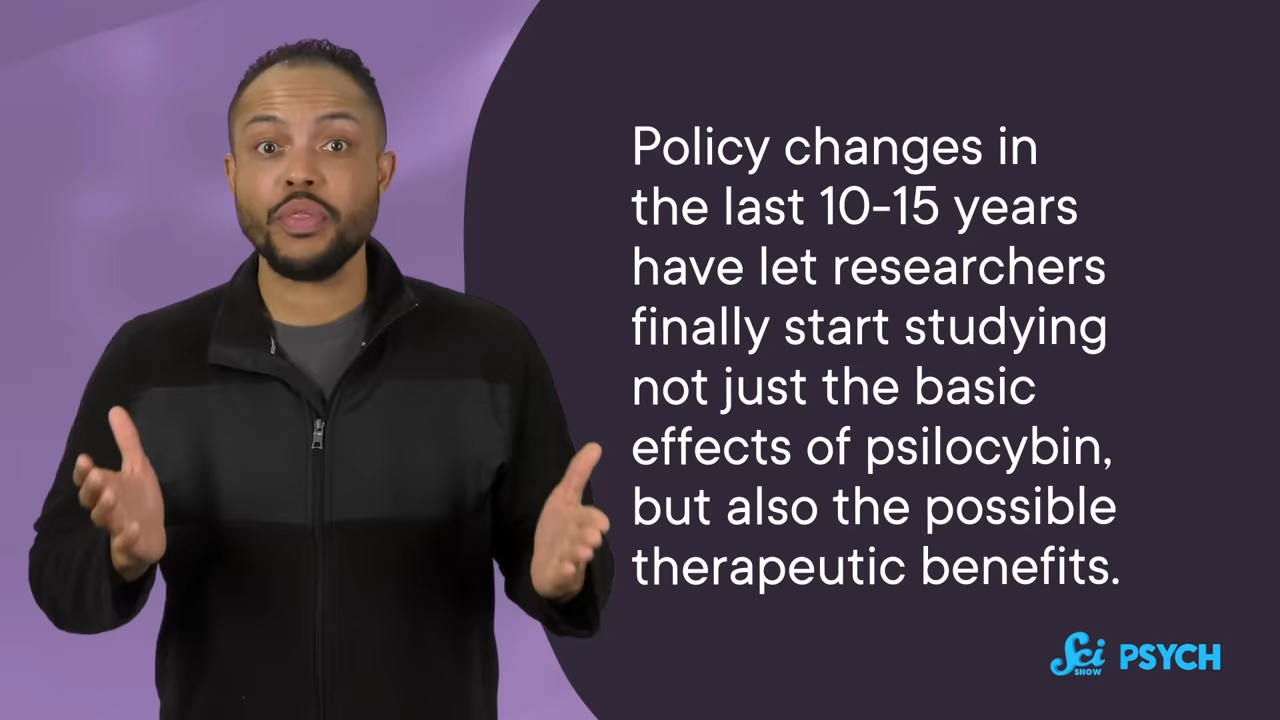 Policy changes in
the last 10-15 years
have let researchers
finally start studying
not just the basic
effects of psilocybin,
but also the possible
therapeutic benefits.
Sci SHOW PSYCH